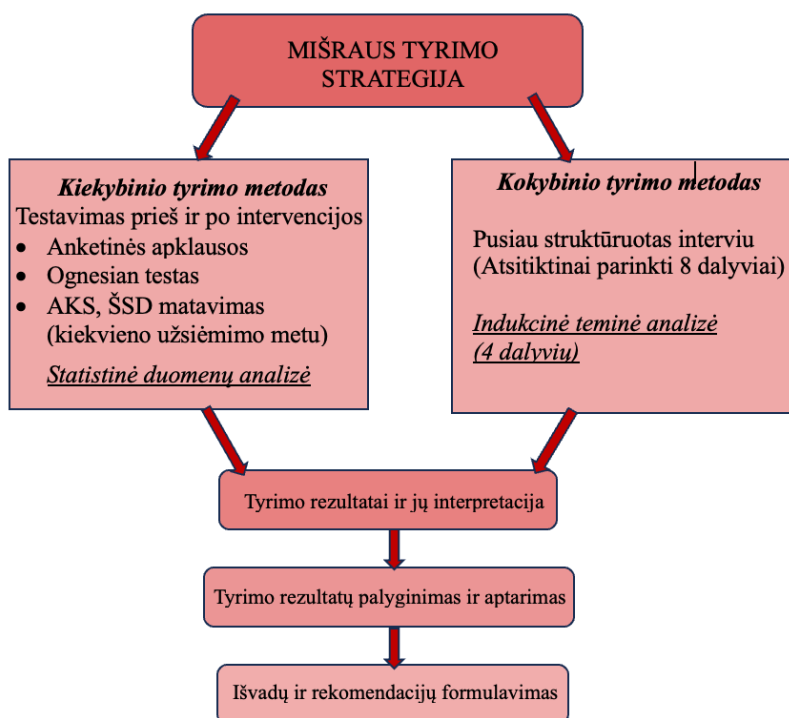 MIŠRAUS TYRIMO
STRATEGIJA
Kiekybinio tyrimo metodas
Testavimas prieš ir po intervencijos
• Anketinės apklausos
• Ognesian testas
• AKS, ŠSD matavimas
(kiekvieno užsiėmimo metu)
Statistinė duomenų analizė
Kokybinio tyrimo metodas
Pusiau struktūruotas interviu
(Atsitiktinai parinkti 8 dalyviai)
Indukcinė teminė analizė
(4 dalyvių)
Tyrimo rezultatai ir jų interpretacija
Tyrimo rezultatų palyginimas ir aptarimas
Išvadų ir rekomendacijų formulavimas